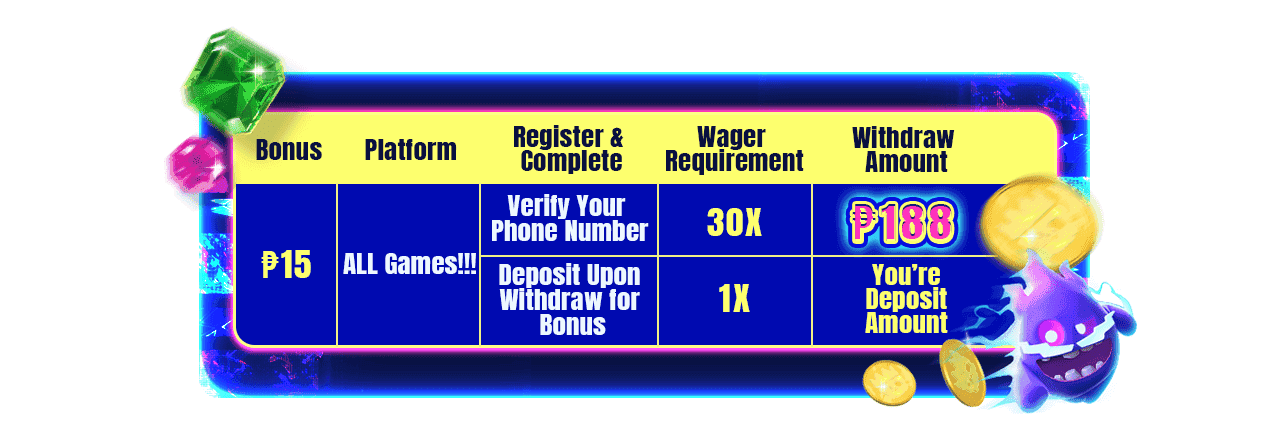 Bonus
Platform
Register &
Complete
Wager
Requirement
Withdraw
Amount
₱15
ALL Games!!!
Verify Your
Phone Number
30X
₱188
Deposit Upon
Withdraw for
Bonus
1X
You’re
Deposit
Amount